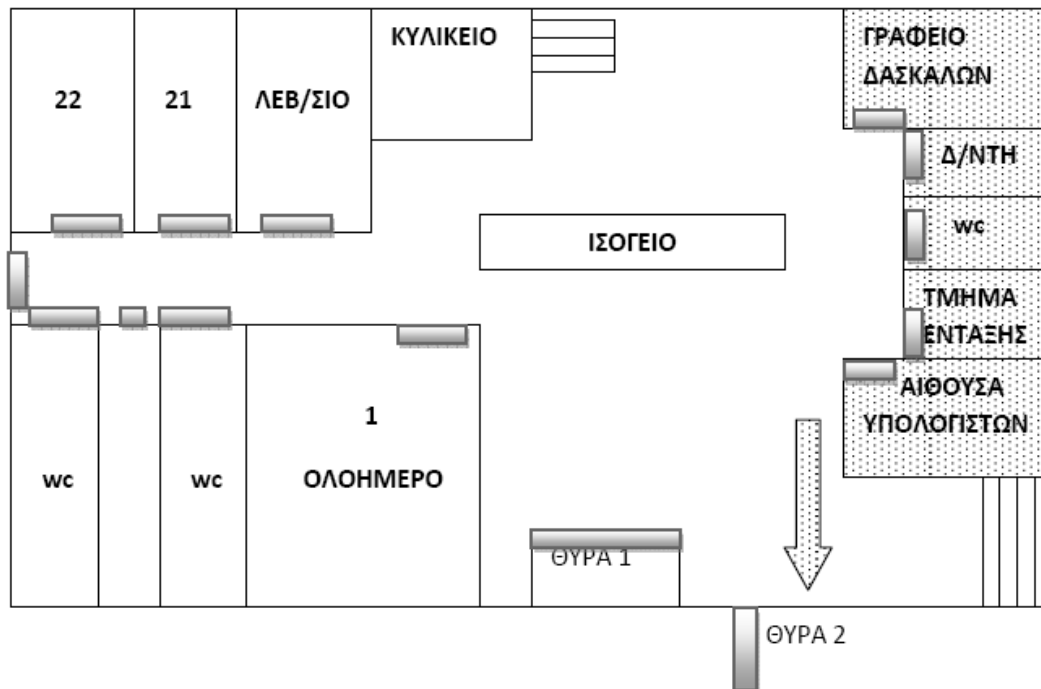 22
21
ΛΕΒ/ΣΙΟ
ΚΥΛΙΚΕΙΟ
ΓΡΑΦΕΙΟ
ΔΑΣΚΑΛΩΝ
Δ/ΝΤΗ
wc
ΙΣΟΓΕΙΟ
ΤΜΗΜΑ
ΕΝΤΑΞΗΣ
ΑΙΘΟΥΣΑ
ΥΠΟΛΟΓΙΣΤΩΝ
wc
wc
1
ΟΛΟΗΜΕΡΟ
ΘΥΡΑ 1
ΘΥΡΑ 2